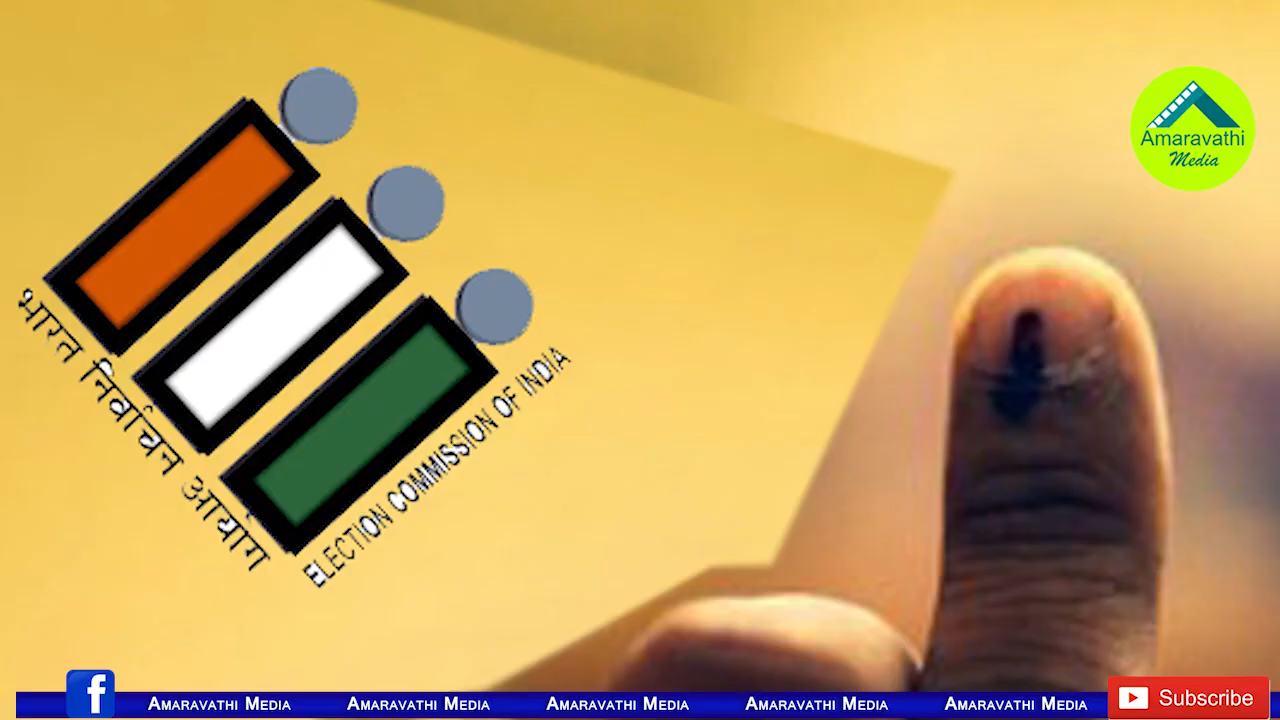 Amaravathi
Media
भारत निर्वाचन आयोग
ELECTION COMMISSION OF INDIA
f Amaravathi Media Amaravathi Media Amaravathi Media Amaravathi Media Amaravathi Media
Subscribe